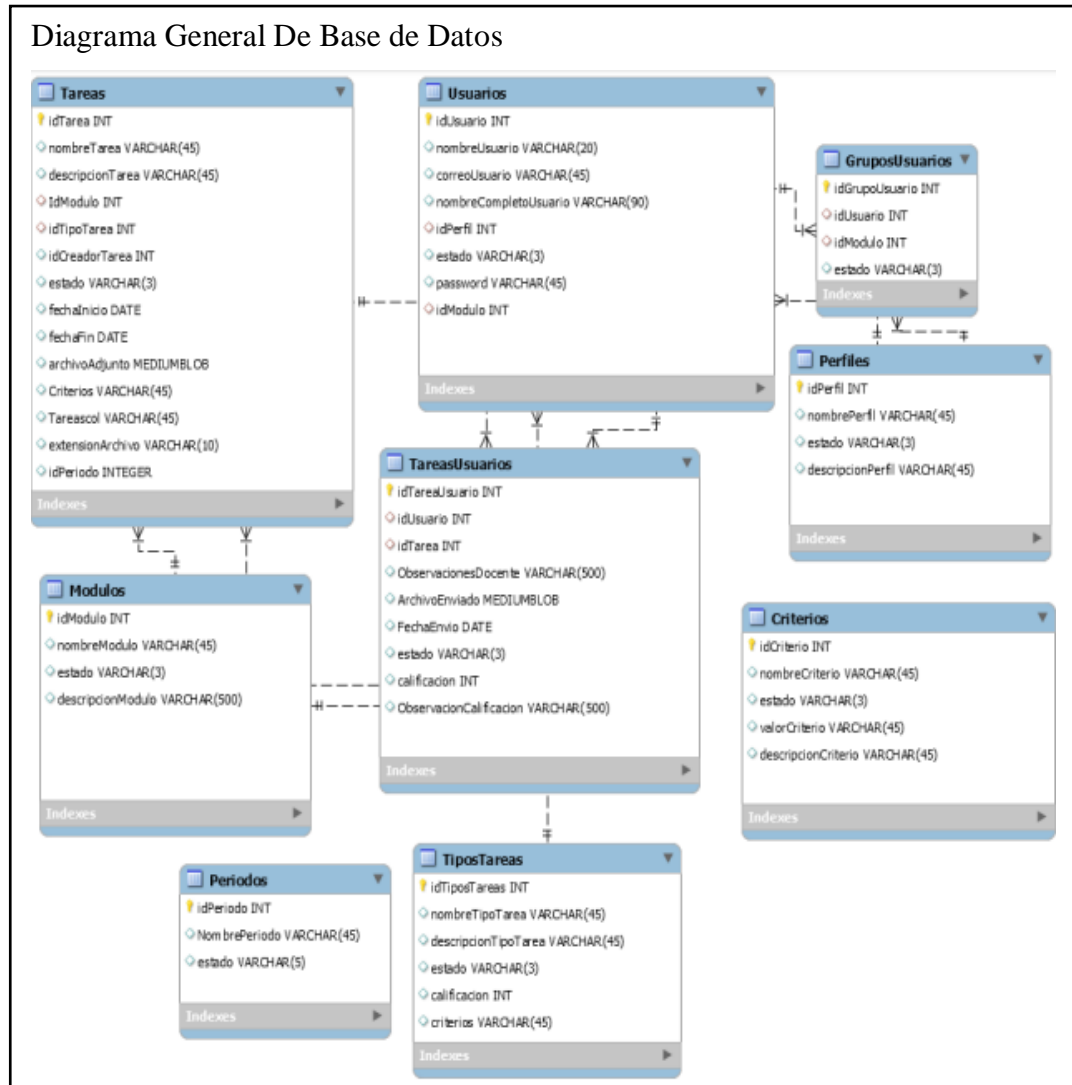 Diagrama General De Base de Datos
Tareas
idTarea INT
nombreTarea VARCHAR(45)
descripcionTarea VARCHAR(45)
IdModulo INT
idTipoTarea INT
idCreadorTarea INT
estado VARCHAR(3)
fechaInicio DATE
fechaFin DATE
archivoAdjunto MEDIUMBLOB
Criterios VARCHAR(45)
Tareascol VARCHAR(45)
extensionArchivo VARCHAR(10)
idPeriodo INTEGER
Indexes
Usuarios
idUsuario INT
nombreUsuario VARCHAR(20)
correoUsuario VARCHAR(45)
nombreCompletoUsuario VARCHAR(90)
idPerfil INT
estado VARCHAR(3)
password VARCHAR(45)
idModulo INT
Indexes
GruposUsuarios
idGrupoUsuario INT
idUsuario INT
idModulo INT
estado VARCHAR(3)
Indexes
Perfiles
idPerfil INT
nombrePerfil VARCHAR(45)
estado VARCHAR(3)
descripcionPerfil VARCHAR(45)
Indexes
TareasUsuarios
idTareaUsuario INT
idUsuario INT
idTarea INT
ObservacionesDocente VARCHAR(500)
ArchivoEnviado MEDIUMBLOB
FechaEnvio DATE
estado VARCHAR(3)
calificacion INT
ObservacionCalificacion VARCHAR(500)
Indexes
Modulos
idModulo INT
nombreModulo VARCHAR(45)
estado VARCHAR(3)
descripcionModulo VARCHAR(500)
Indexes
Criterios
idCriterio INT
nombreCriterio VARCHAR(45)
estado VARCHAR(3)
valorCriterio VARCHAR(45)
descripcionCriterio VARCHAR(45)
Indexes
Periodos
idPeriodo INT
NombrePeriodo VARCHAR(45)
estado VARCHAR(5)
Indexes
TiposTareas
idTiposTareas INT
nombreTipoTarea VARCHAR(45)
descripcionTipoTarea VARCHAR(45)
estado VARCHAR(3)
calificacion INT
criterios VARCHAR(45)
Indexes